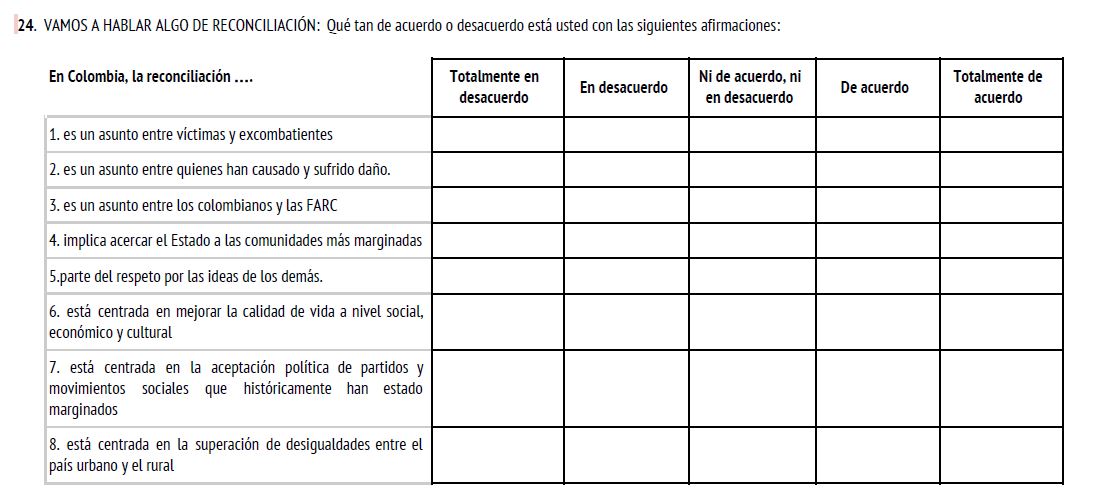 24. VAMOS A HABLAR ALGO DE RECONCILIACIÓN: Qué tan de acuerdo o desacuerdo está usted con las siguientes afirmaciones:
En Colombia, la reconciliación ....
Totalmente en
desacuerdo
En desacuerdo
Ni de acuerdo, ni
en desacuerdo
De acuerdo
Totalmente de
acuerdo
1. es un asunto entre víctimas y excombatientes
2. es un asunto entre quienes han causado y sufrido daño.
3. es un asunto entre los colombianos y las FARC
4. implica acercar el Estado a las comunidades más marginadas
5.parte del respeto por las ideas de los demás.
6. está centrada en mejorar la calidad de vida a nivel social,
económico y cultural
7. está centrada en la aceptación política de partidos y
movimientos sociales que históricamente han estado
marginados
8. está centrada en la superación de desigualdades entre el
país urbano y el rural